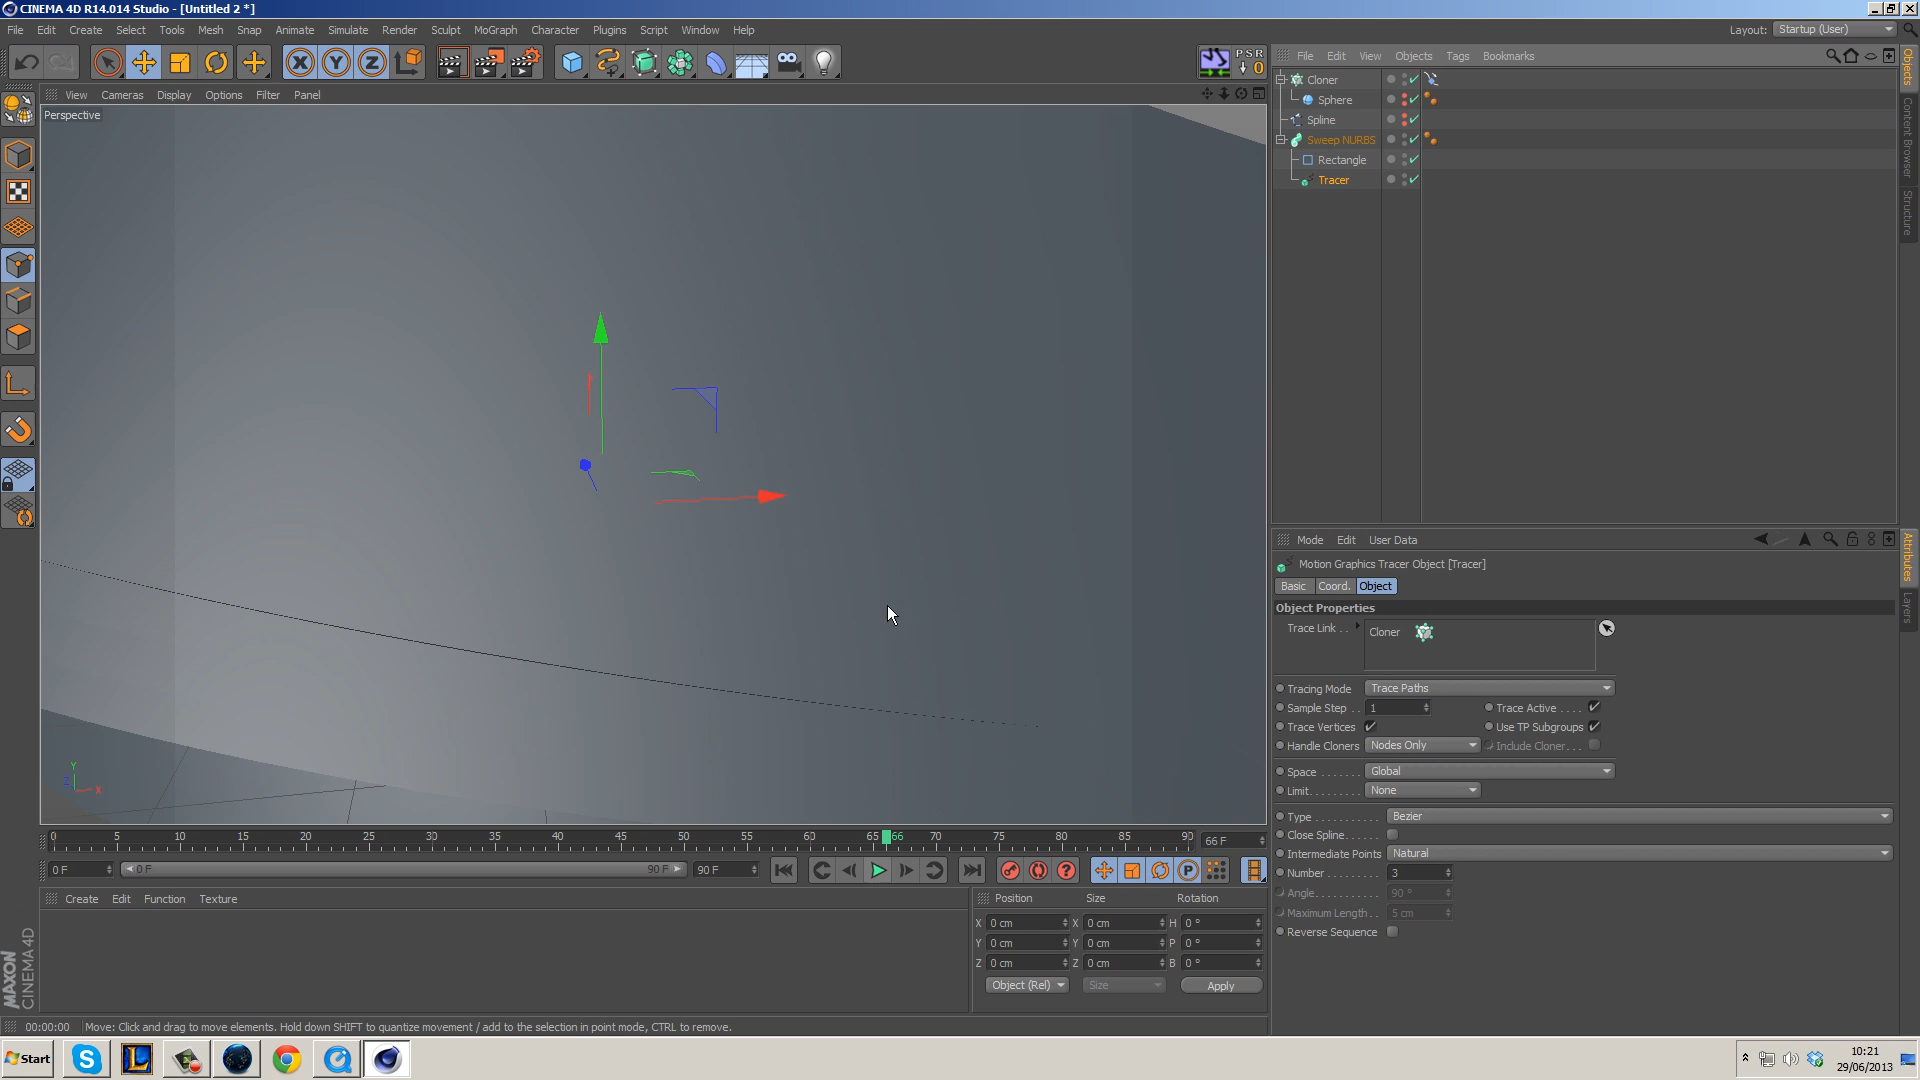 CINEMA 4D R14.014 Studio - [Untitled 2 *]
File Edit Create Select Tools Mesh Snap Animate Simulate Render Sculpt MoGraph Character Plugins Script Window Help
Layout: Startup (User)
X Y Z
PSR
0
View Cameras Display Options Filter Panel
Perspective
Y
Z
X
File Edit View Objects Tags Bookmarks
Cloner
Sphere
Spline
Sweep NURBS
Rectangle
Tracer
Objects
Content Browser
Structure
Mode Edit User Data
Motion Graphics Tracer Object [Tracer]
Basic Coord. Object
Object Properties
Trace Link . . Cloner
Tracing Mode Trace Paths
Sample Step . . 1 Trace Active . . . .
Trace Vertices Use TP Subgroups
Handle Cloners Nodes Only Include Cloner. . .
Space . . . . . . . Global
Limit. . . . . . . . . None
Type . . . . . . . . . . . Bezier
Close Spline. . . . . .
Intermediate Points Natural
Number . . . . . . . . . 3
Angle. . . . . . . . . . . . 90 °
Maximum Length. . . 5 cm
Reverse Sequence
Attributes
Layers
0 5 10 15 20 25 30 35 40 45 50 55 60 65 66 70 75 80 85 90 66 F
0 F 0 F 90 F 90 F
P
Create Edit Function Texture
Position Size Rotation
X 0 cm X 0 cm H 0 °
Y 0 cm Y 0 cm P 0 °
Z 0 cm Z 0 cm B 0 °
Object (Rel) Size Apply
MAXON
CINEMA 4D
00:00:00 Move: Click and drag to move elements. Hold down SHIFT to quantize movement / add to the selection in point mode, CTRL to remove.
Start
10:21
29/06/2013